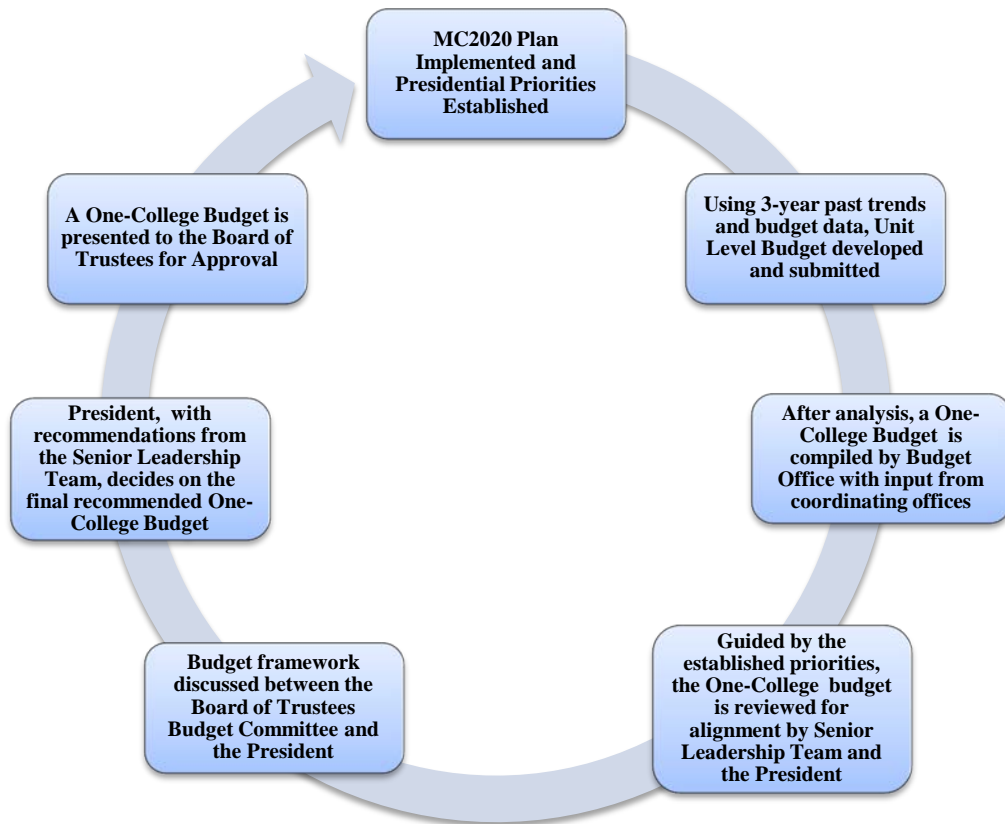 MC2020 Plan
Implemented and
Presidential Priorities
Established
Using 3-year past trends
and budget data, Unit
Level Budget developed
and submitted
After analysis, a One-
College Budget is
compiled by Budget
Office with input from
coordinating offices
Guided by the
established priorities,
the One-College budget
is reviewed for
alignment by Senior
Leadership Team and
the President
Budget framework
discussed between the
Board of Trustees
Budget Committee and
the President
President, with
recommendations from
the Senior Leadership
Team, decides on the
final recommended One-
College Budget
A One-College Budget is
presented to the Board of
Trustees for Approval